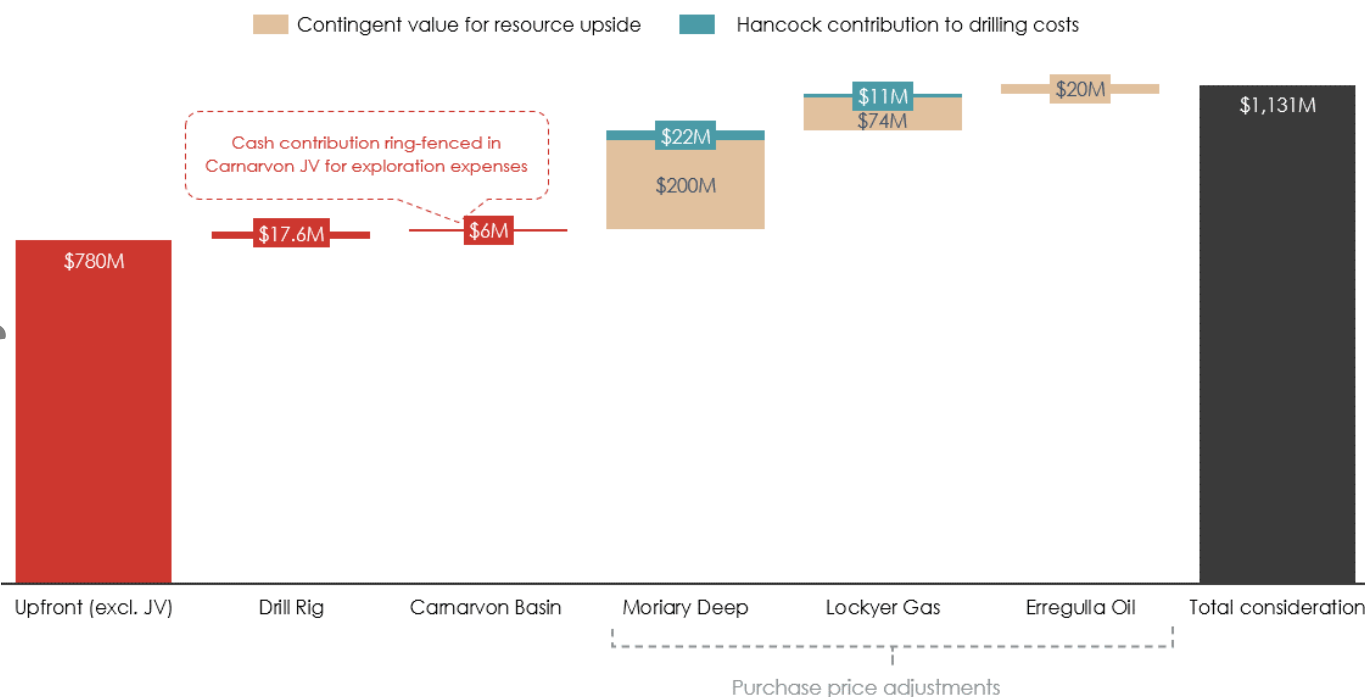 Contingent value for resource upside
Hancock contribution to drilling costs
Cash contribution ring-fenced in
Carnarvon JV for exploration expenses
$780M
$17.6M
$6M
$22M
$200M
$11M
$74M
$20M
$1,131M
Upfront (excl. JV)
Drill Rig
Carnarvon Basin
Moriary Deep
Lockyer Gas
Erregulla Oil
Total consideration
Purchase price adjustments